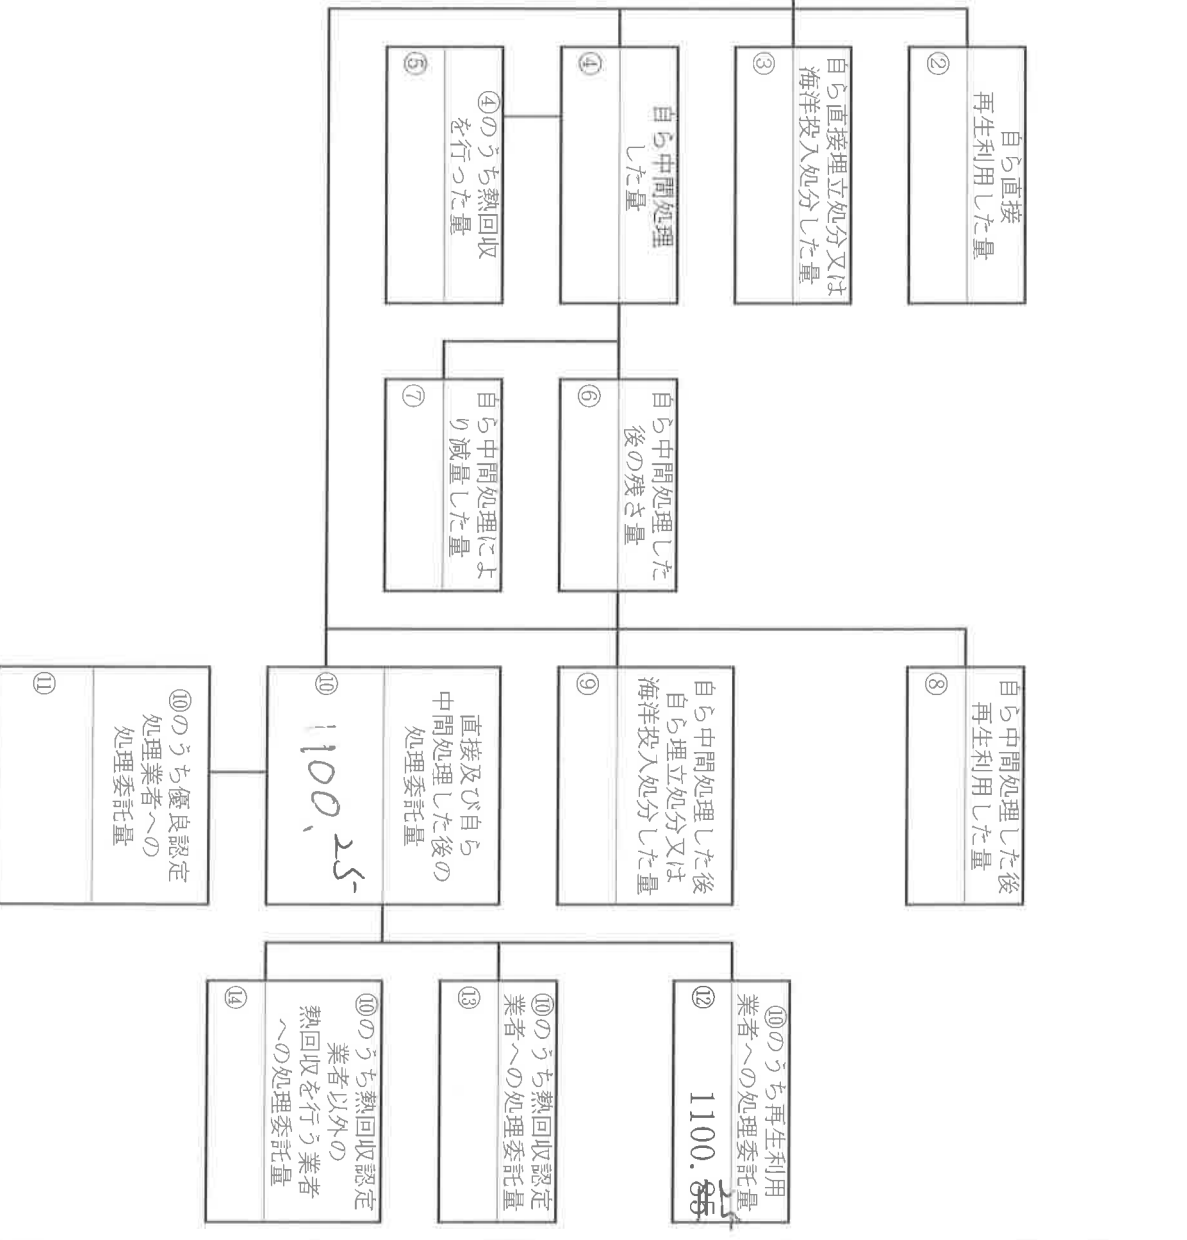 自ら直接
再生利用した量
②
自ら直接埋立処分又は
海洋投入処分した量
③
自ら中間処理
した量
④
④のうち熱回収
を行った量
⑤
自ら中間処理した
後の残さ量
⑥
自ら中間処理によ
り減量した量
⑦
自ら中間処理した後
再生利用した量
⑧
自ら中間処理した後
自ら埋立処分又は
海洋投入処分した量
⑨
直接及び自ら
中間処理した後の
処理委託量
⑩ 1100.25
⑩のうち優良認定
処理業者への
処理委託量
⑪
⑩のうち再生利用
業者への処理委託量
⑫ 1100.25
⑩のうち熱回収認定
業者への処理委託量
⑬
⑩のうち熱回収認定
業者以外の
熱回収を行う業者
への処理委託量
⑭